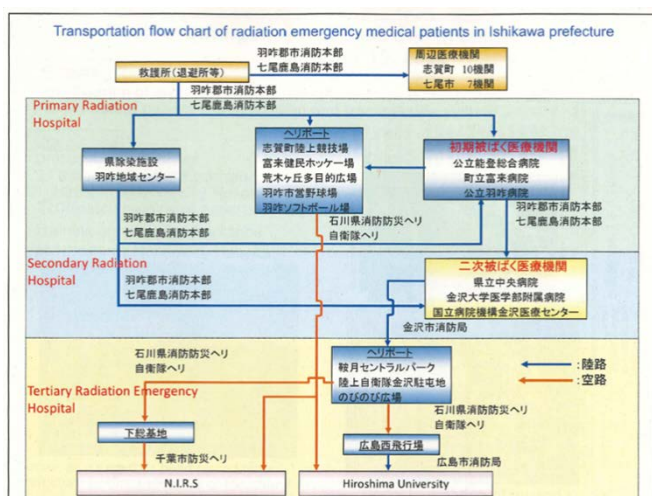 Transportation flow chart of radiation emergency medical patients in Ishikawa prefecture
羽咋郡市消防本部
七尾鹿島消防本部
救護所(退避所等)
周辺医療機関
志賀町 10機関
七尾市 7機関
羽咋郡市消防本部
七尾鹿島消防本部
Primary Radiation
Hospital
県除染施設
羽咋地域センター
ヘリポート
志賀町陸上競技場
富来健民ホッケー場
荒木ヶ丘多目的広場
羽咋市営野球場
羽咋ソフトボール場
初期被ばく医療機関
公立能登総合病院
町立富来病院
公立羽咋病院
羽咋郡市消防本部
七尾鹿島消防本部
石川県消防防災ヘリ
自衛隊ヘリ
羽咋郡市消防本部
七尾鹿島消防本部
Secondary Radiation
Hospital
羽咋郡市消防本部
七尾鹿島消防本部
二次被ばく医療機関
県立中央病院
金沢大学医学部附属病院
国立病院機構金沢医療センター
金沢市消防局
石川県消防防災ヘリ
自衛隊ヘリ
ヘリポート
鞍月セントラルパーク
陸上自衛隊金沢駐屯地
のびのび広場
:陸路
:空路
Tertiary Radiation Emergency
Hospital
石川県消防防災ヘリ
自衛隊ヘリ
下総基地
広島西飛行場
千葉市防災ヘリ
広島市消防局
N.I.R.S
Hiroshima University